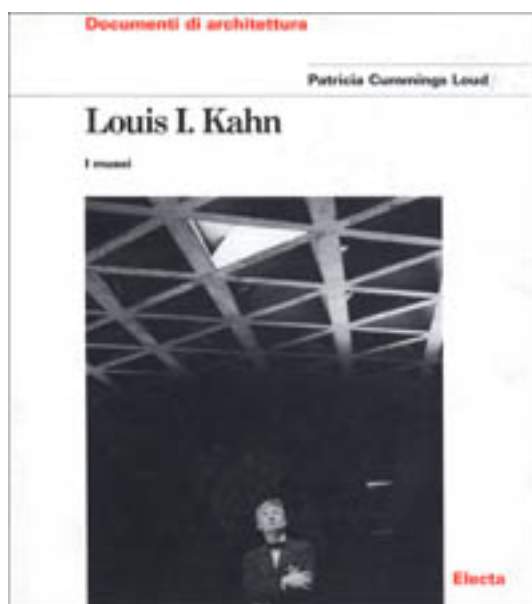 Documenti di architettura
Patricia Cummings Loud
Louis I. Kahn
I musei
Electa